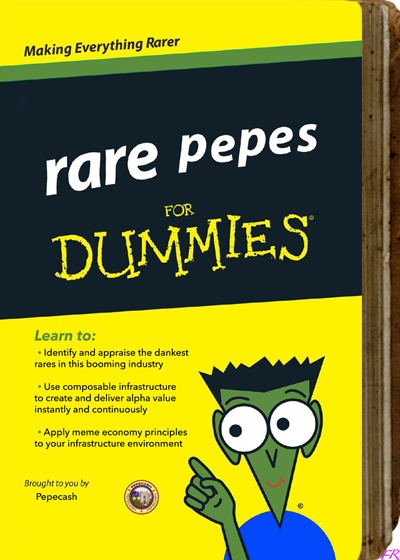 Making Everything Rarer
rare pepes
FOR
DUMMIES®
Learn to:
• Identify and appraise the dankest
rares in this booming industry
• Use composable infrastructure
to create and deliver alpha value
instantly and continuously
• Apply meme economy principles
to your infrastructure environment
Brought to you by
Pepecash
®
FR